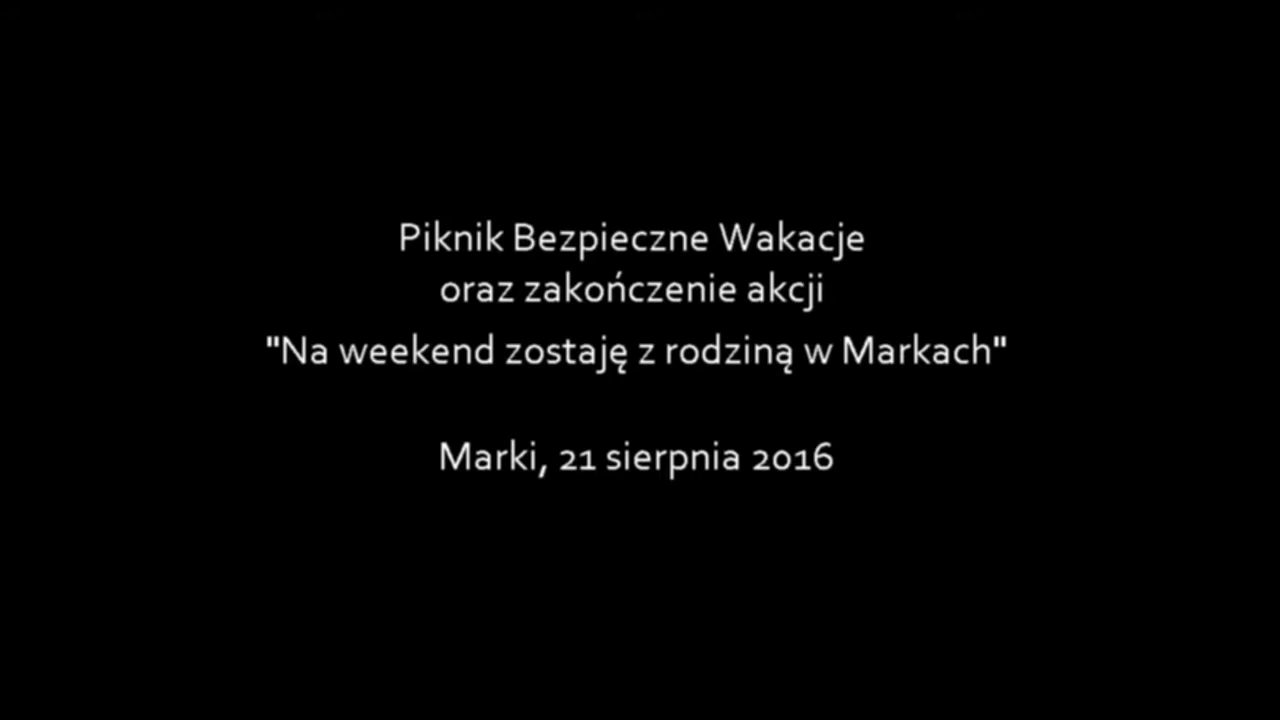 Piknik Bezpieczne Wakacje
oraz zakończenie akcji
"Na weekend zostaję z rodziną w Markach"
Marki, 21 sierpnia 2016